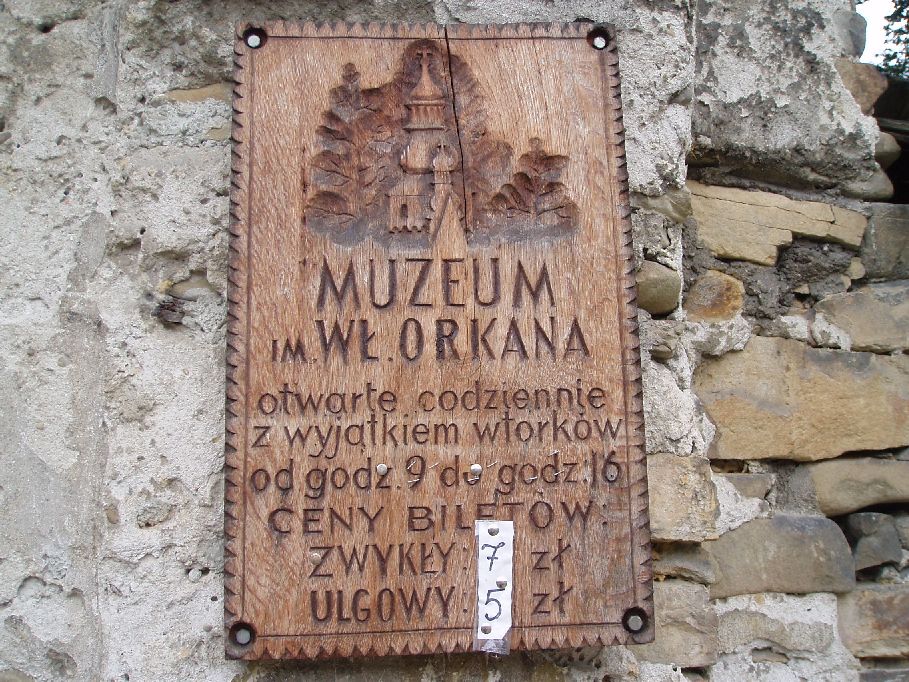 MUZEUM
IM. WŁ. ORKANA
otwarte codziennie
z wyjątkiem wtorków
od godz. 9 do godz. 16
CENY BILETÓW:
ZWYKŁY: 7 zł
ULGOWY: 5 zł